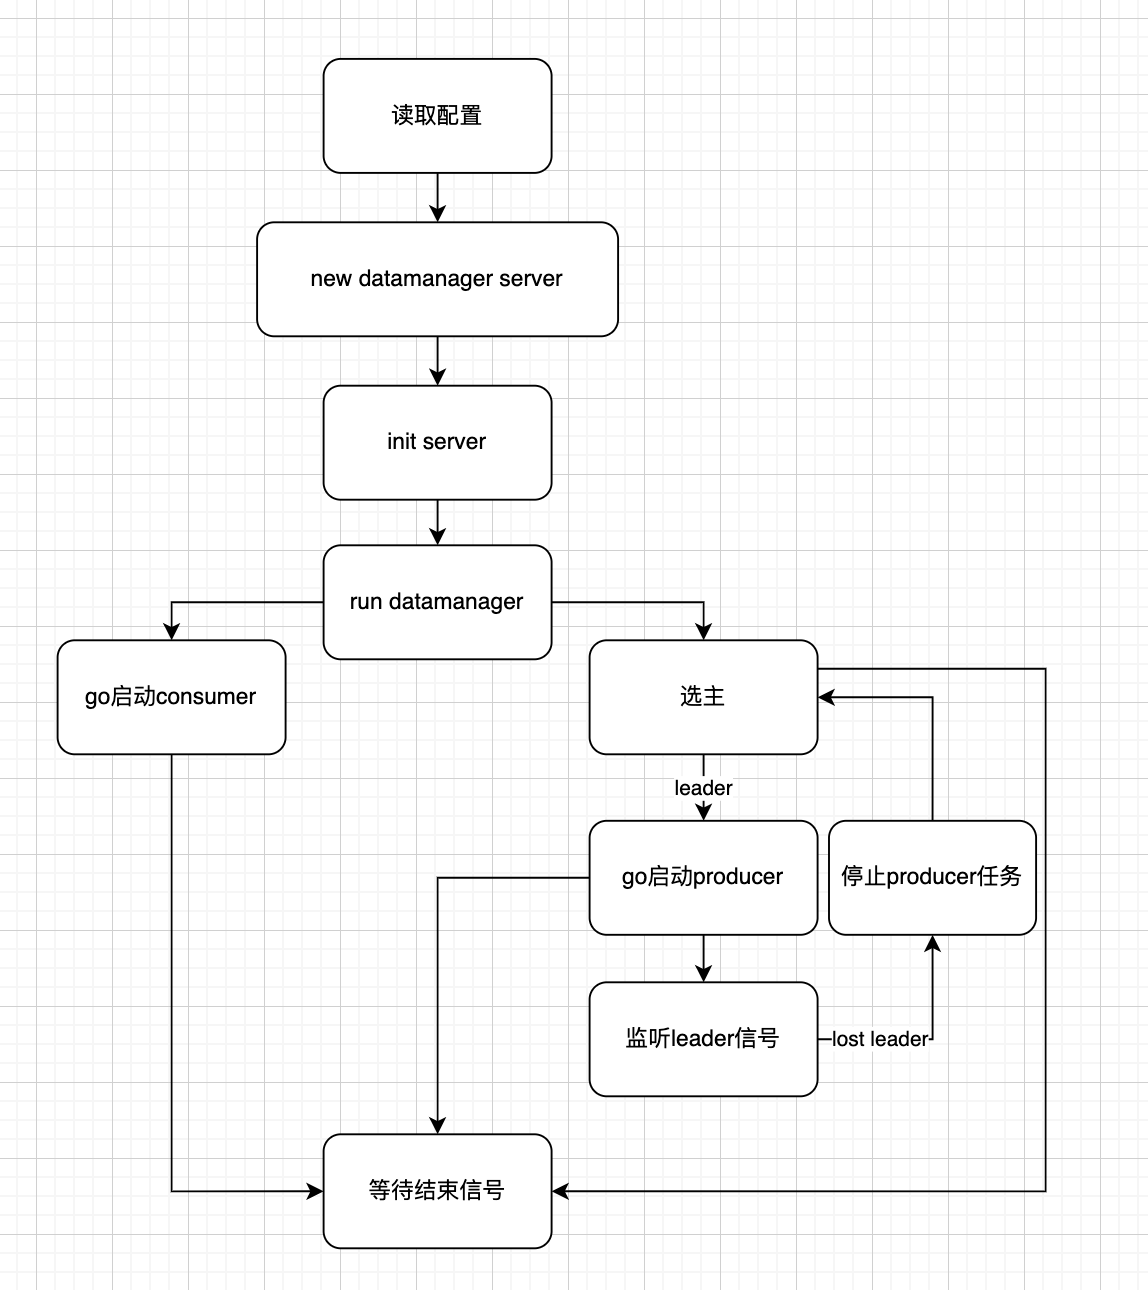 读取配置
new datamanager server
init server
run datamanager
go启动consumer
选主
leader
go启动producer
停止producer任务
监听leader信号
lost leader
等待结束信号